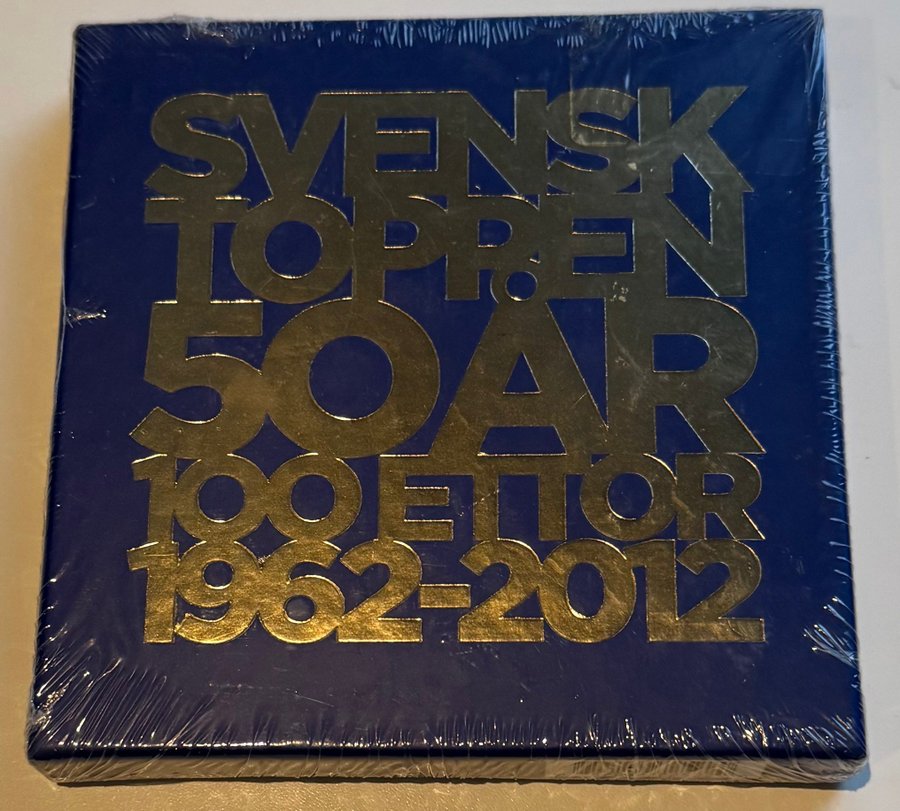 SVENSK
TOPPEN
50 ÅR
100 ETTOR
1962-2012